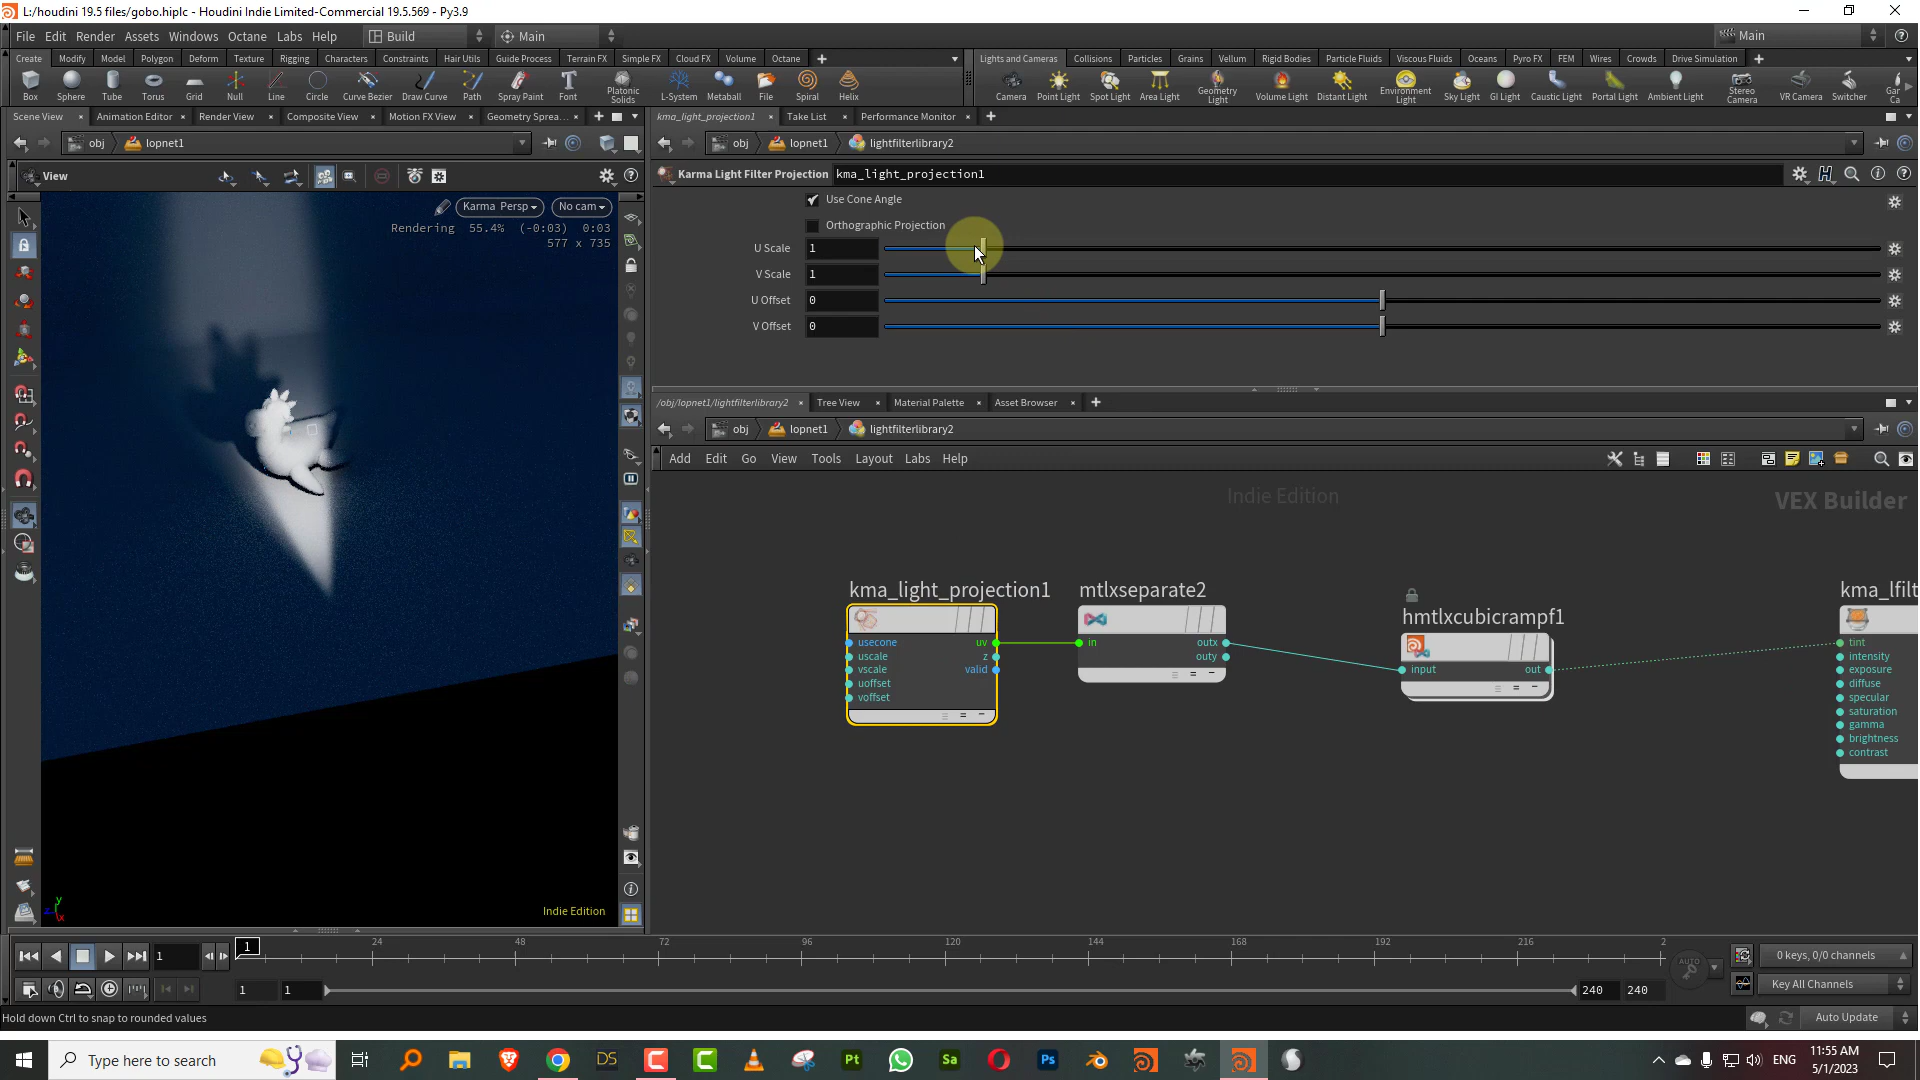 L:/houdini 19.5 files/gobo.hiplc - Houdini Indie Limited-Commercial 19.5.569 - Py3.9
File Edit Render Assets Windows Octane Labs Help Build Main Main
Create Modify Model Polygon Deform Texture Rigging Characters Constraints Hair Utils Guide Process Terrain FX Simple FX Cloud FX Volume Octane
Lights and Cameras Collisions Particles Grains Vellum Rigid Bodies Particle Fluids Viscous Fluids Oceans Pyro FX FEM Wires Crowds Drive Simulation
Box Sphere Tube Torus Grid Null Line Circle Curve Bezier Draw Curve Path Spray Paint Font Platonic Solids L-System Metaball File Spiral Helix
Camera Point Light Spot Light Area Light Geometry Light Volume Light Distant Light Environment Light Sky Light GI Light Caustic Light Portal Light Ambient Light Stereo Camera VR Camera Switcher Gar Ca
Scene View Animation Editor Render View Composite View Motion FX View Geometry Sprea...
kma_light_projection1 Take List Performance Monitor
obj lopnet1
obj lopnet1 lightfilterlibrary2
View
Karma Light Filter Projection kma_light_projection1
Karma Persp No cam
Rendering 55.4% (-0:03) 0:03
577 x 735
Use Cone Angle
Orthographic Projection
U Scale 1
V Scale 1
U Offset 0
V Offset 0
/obj/lopnet1/lightfilterlibrary2 Tree View Material Palette Asset Browser
obj lopnet1 lightfilterlibrary2
Add Edit Go View Tools Layout Labs Help
Indie Edition
VEX Builder
kma_light_projection1
usecone uv
uscale z
vscale valid
uoffset
voffset
mtlxseparate2
in outx
outy
hmtlxcubicrampf1
input out
kma_lfilt
tint
intensity
exposure
diffuse
specular
saturation
gamma
brightness
contrast
y
z x
Indie Edition
1 1 24 48 72 96 120 144 168 192 216 2
AUTO
0 keys, 0/0 channels
1 1 240 240
Key All Channels
Hold down Ctrl to snap to rounded values
Auto Update
Type here to search
DS Pt Sa Ps
ENG
11:55 AM
5/1/2023